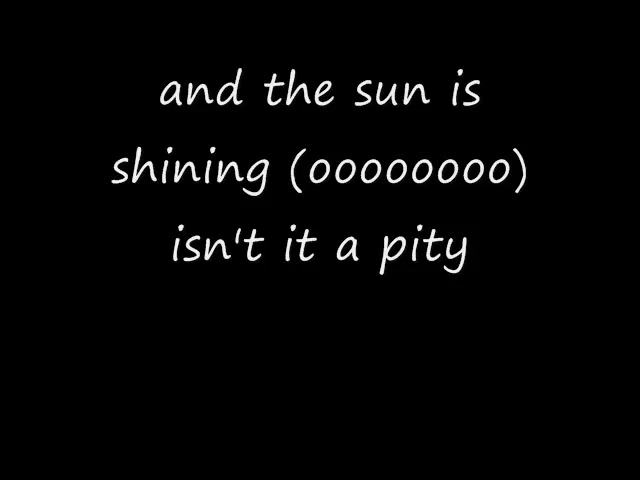 and the sun is
shining (oooooooo)
isn't it a pity